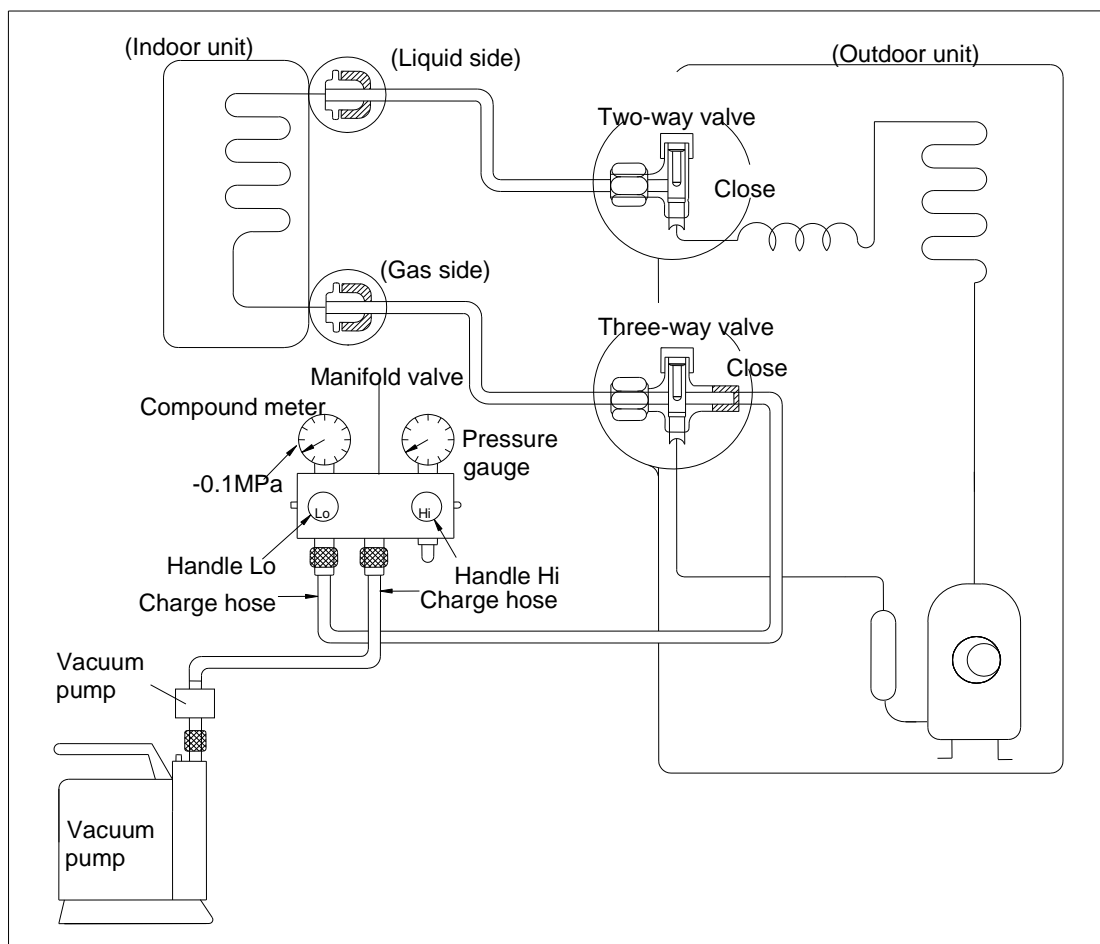 (Indoor unit)
(Liquid side)
(Outdoor unit)
Two-way valve
Close
(Gas side)
Three-way valve
Close
Manifold valve
Compound meter
Pressure
gauge
-0.1MPa
Lo
Hi
Handle Lo
Handle Hi
Charge hose
Charge hose
Vacuum
pump
Vacuum
pump